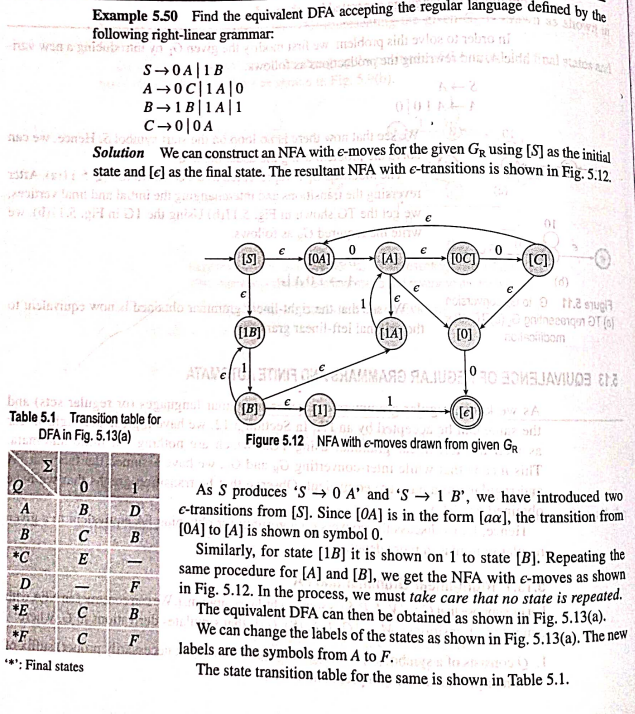 Example 5.50 Find the equivalent DFA accepting the regular language defined by the
following right-linear grammar:
S → 0 A | 1 B
A → 0 C | 1 A | 0
B → 1 B | 1 A | 1
C → 0 | 0 A
Solution We can construct an NFA with ϵ-moves for the given GR using [S] as the initial
state and [ϵ] as the final state. The resultant NFA with ϵ-transitions is shown in Fig. 5.12.
ϵ
[S] ϵ [0A] 0 [A] ϵ [0C] 0 [C]
ϵ 1 ϵ ϵ ϵ
[1B] [1A] [0]
ϵ 1 ϵ 0
[B] ϵ [1] 1 [ϵ]
Figure 5.12 NFA with ϵ-moves drawn from given GR
Table 5.1 Transition table for
DFA in Fig. 5.13(a)
Σ
Q 0 1
A B D
B C B
*C E —
D — F
*E C B
*F C F
'*': Final states
As S produces 'S → 0 A' and 'S → 1 B', we have introduced two
ϵ-transitions from [S]. Since [0A] is in the form [aα], the transition from
[0A] to [A] is shown on symbol 0.
Similarly, for state [1B] it is shown on 1 to state [B]. Repeating the
same procedure for [A] and [B], we get the NFA with ϵ-moves as shown
in Fig. 5.12. In the process, we must take care that no state is repeated.
The equivalent DFA can then be obtained as shown in Fig. 5.13(a).
We can change the labels of the states as shown in Fig. 5.13(a). The new
labels are the symbols from A to F.
The state transition table for the same is shown in Table 5.1.